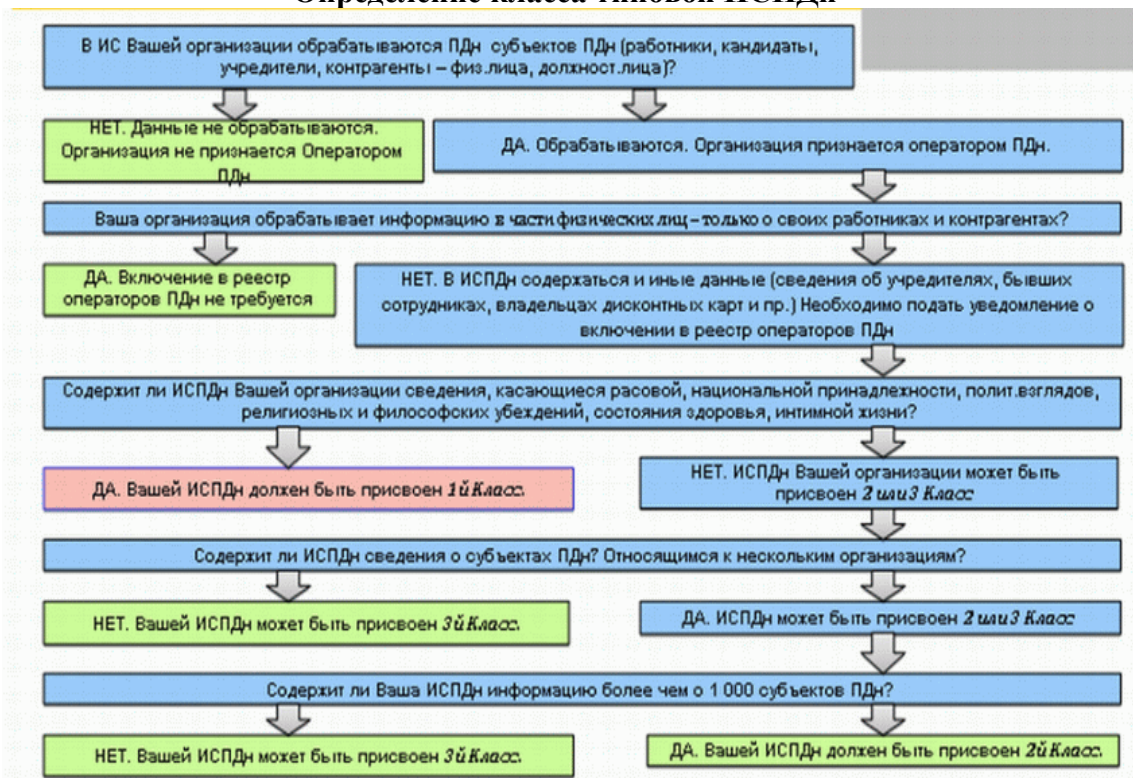 Определение класса типовой ИСПДн
В ИС Вашей организации обрабатываются ПДн субъектов ПДн (работники, кандидаты,
учредители, контрагенты – физ.лица, должност.лица)?
НЕТ. Данные не обрабатываются.
Организация не признается Оператором
ПДн
ДА. Обрабатываются. Организация признается оператором ПДн.
Ваша организация обрабатывает информацию в части физических лиц – только о своих работниках и контрагентах?
ДА. Включение в реестр
операторов ПДн не требуется
НЕТ. В ИСПДн содержаться и иные данные (сведения об учредителях, бывших
сотрудниках, владельцах дисконтных карт и пр.) Необходимо подать уведомление о
включении в реестр операторов ПДн
Содержит ли ИСПДн Вашей организации сведения, касающиеся расовой, национальной принадлежности, полит.взглядов,
религиозных и философских убеждений, состояния здоровья, интимной жизни?
ДА. Вашей ИСПДн должен быть присвоен 1й Класс.
НЕТ. ИСПДн Вашей организации может быть
присвоен 2 или 3 Класс
Содержит ли ИСПДн сведения о субъектах ПДн? Относящимся к нескольким организациям?
НЕТ. Вашей ИСПДн может быть присвоен 3й Класс.
ДА. ИСПДн может быть присвоен 2 или 3 Класс
Содержит ли Ваша ИСПДн информацию более чем о 1 000 субъектов ПДн?
НЕТ. Вашей ИСПДн может быть присвоен 3й Класс.
ДА. Вашей ИСПДн должен быть присвоен 2й Класс.